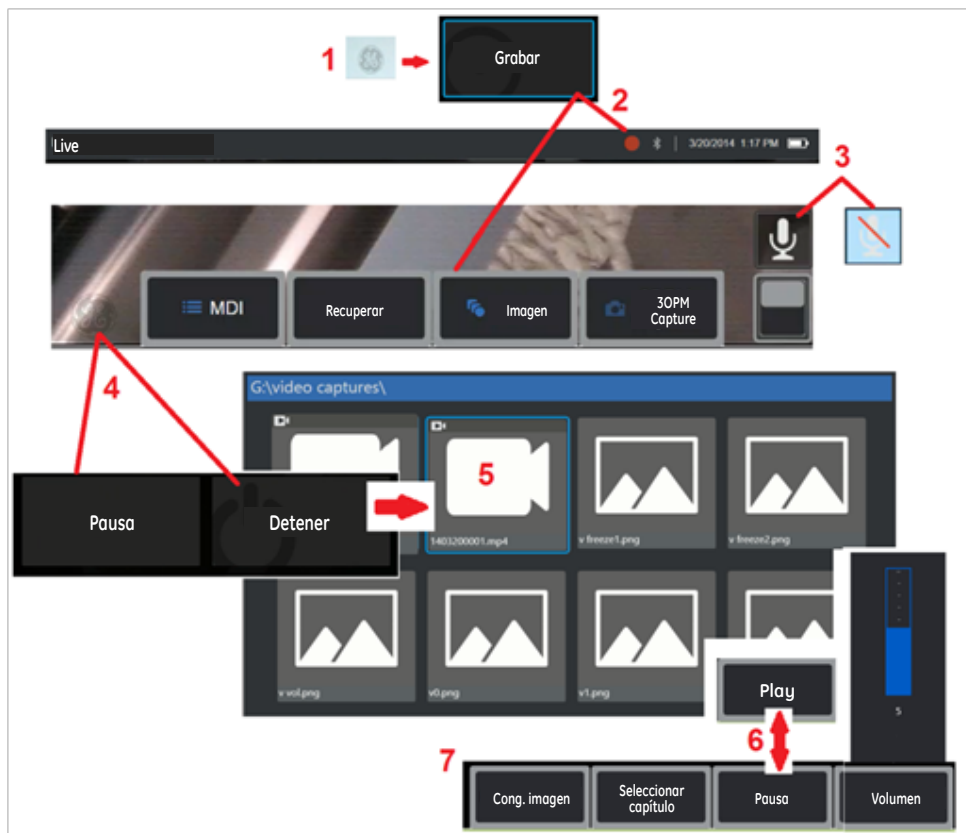 1
Grabar
2
Live
3/20/2014 1:17 PM
3
MDI
Recuperar
Imagen
3OPM
Capture
4
G:\video captures\
Pausa
Detener
5
1403200001.mp4
v freeze1.png
v freeze2.png
v vol.png
v0.png
v1.png
Play
5
6
7
Cong. imagen
Seleccionar
capítulo
Pausa
Volumen